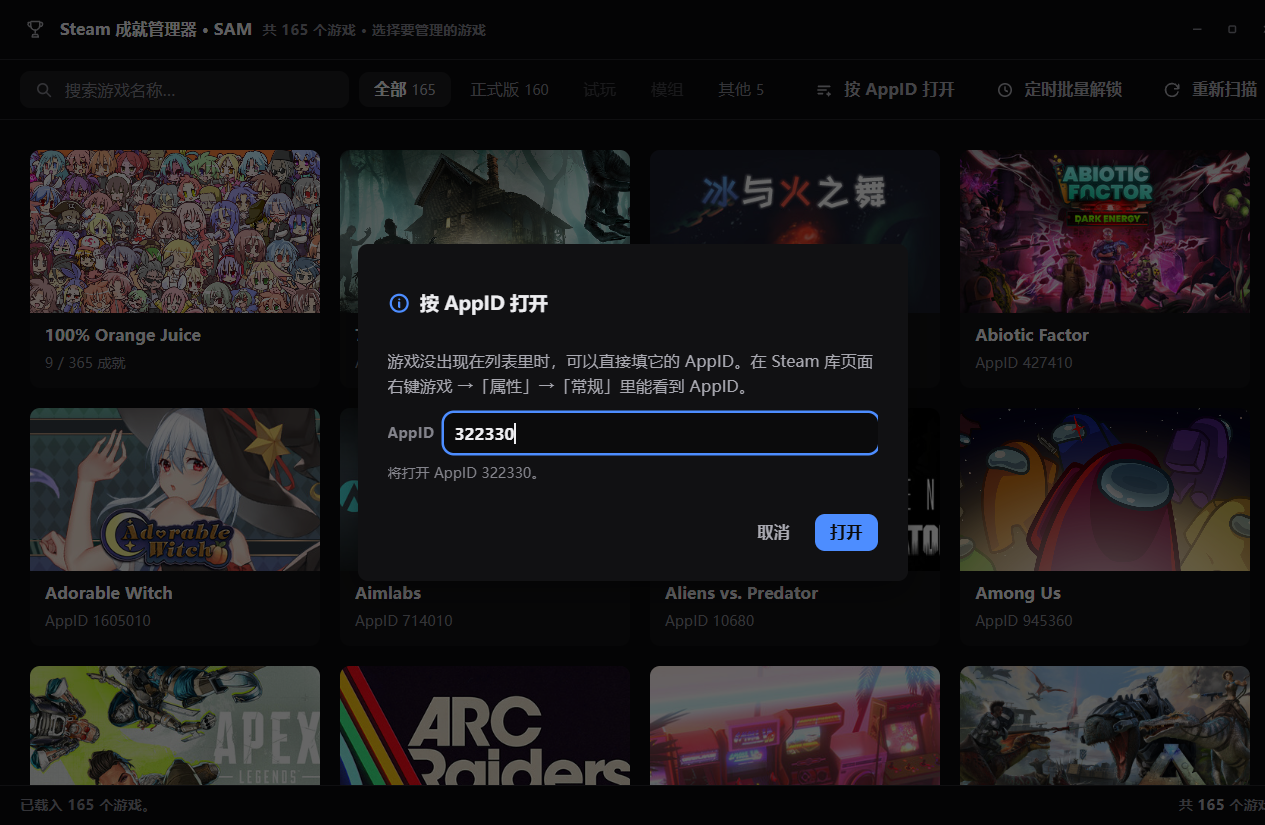 Steam 成就管理器 • SAM 共 165 个游戏 • 选择要管理的游戏
搜索游戏名称... 全部 165 正式版 160 试玩 模组 其他 5 按 AppID 打开 定时批量解锁 重新扫描
冰与火之舞
ABIOTIC
FACTOR
DARK ENERGY
100% Orange Juice
9 / 365 成就
Abiotic Factor
AppID 427410
按 AppID 打开
游戏没出现在列表里时，可以直接填它的 AppID。在 Steam 库页面
右键游戏 →「属性」→「常规」里能看到 AppID。
AppID 322330
将打开 AppID 322330。
取消 打开
Adorable
Witch
Adorable Witch
AppID 1605010
Aimlabs
AppID 714010
Aliens vs. Predator
AppID 10680
Among Us
AppID 945360
APEX
LEGENDS
ARC
Raiders
已载入 165 个游戏。
共 165 个游戏